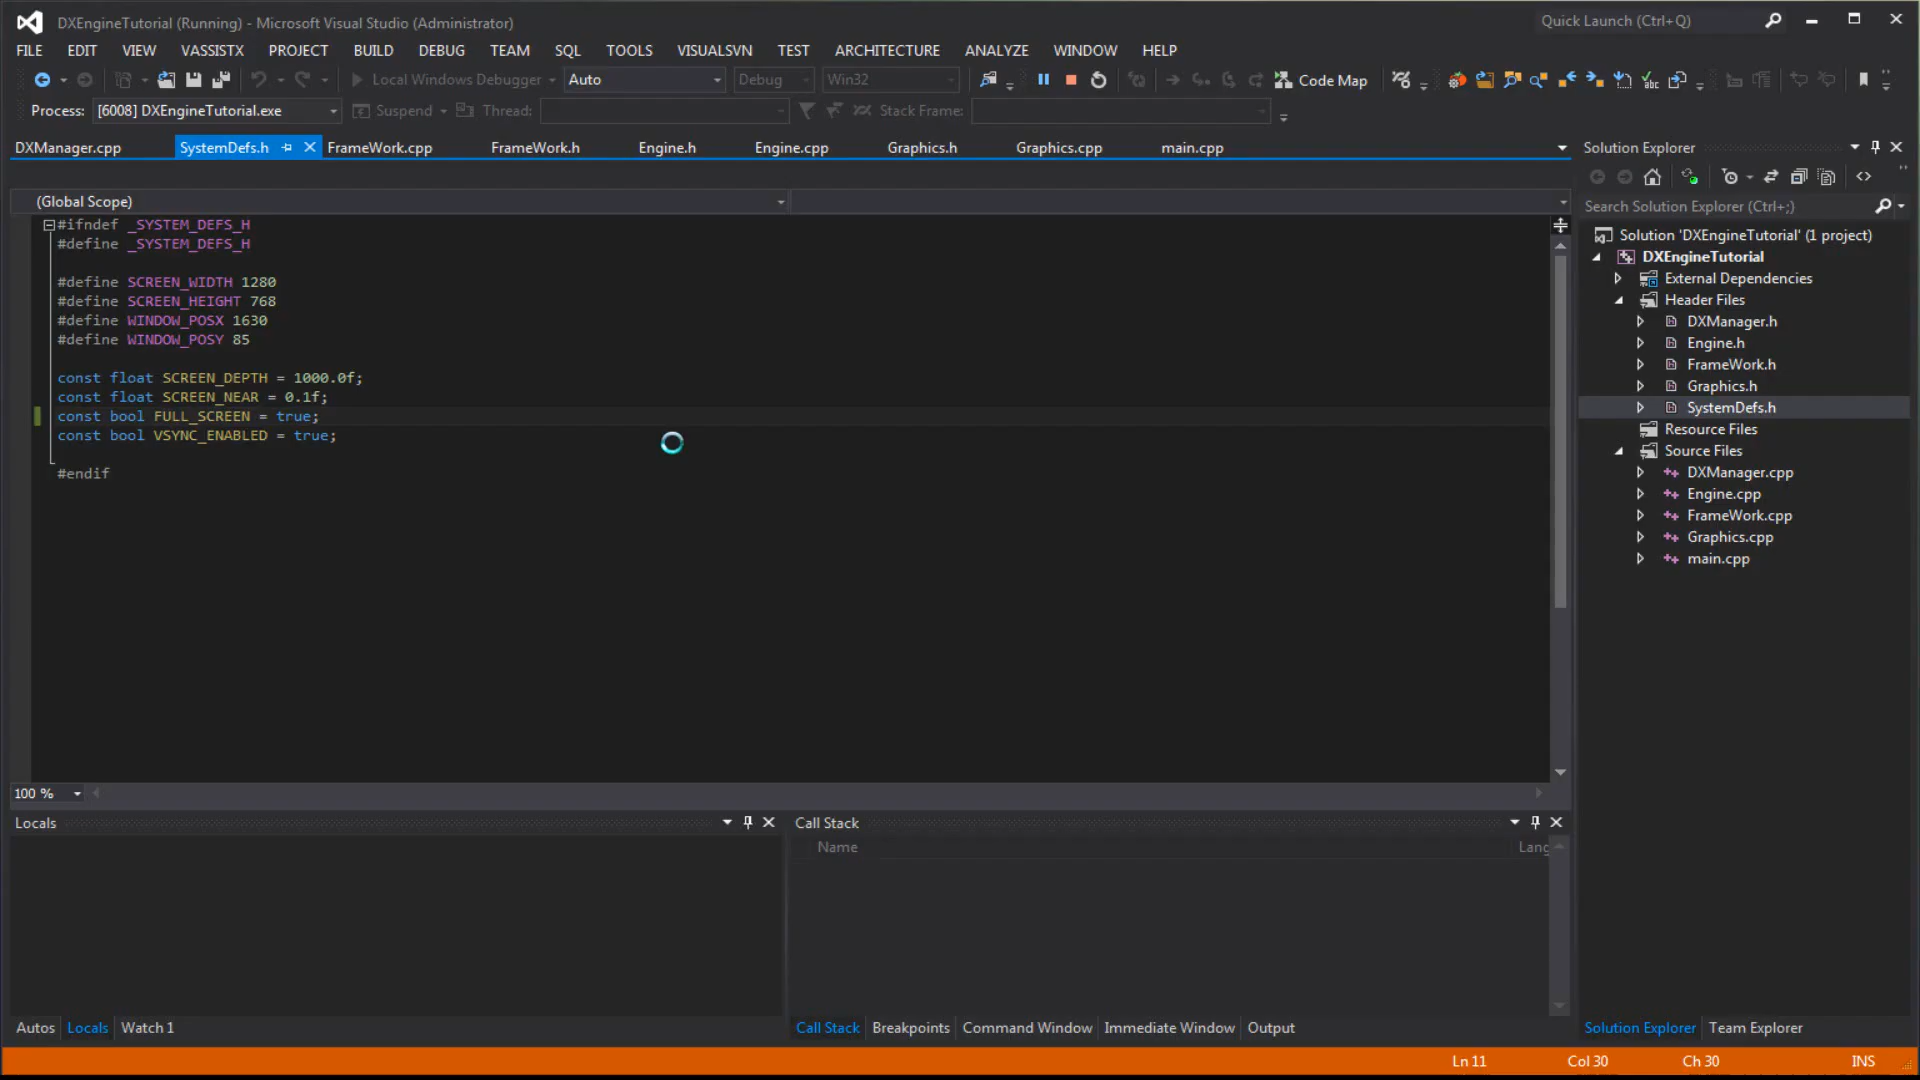 DXEngineTutorial (Running) - Microsoft Visual Studio (Administrator)
Quick Launch (Ctrl+Q)
FILE EDIT VIEW VASSISTX PROJECT BUILD DEBUG TEAM SQL TOOLS VISUALSVN TEST ARCHITECTURE ANALYZE WINDOW HELP
Local Windows Debugger Auto Debug Win32 Code Map
Process: [6008] DXEngineTutorial.exe Suspend Thread: Stack Frame:
DXManager.cpp SystemDefs.h FrameWork.cpp FrameWork.h Engine.h Engine.cpp Graphics.h Graphics.cpp main.cpp
(Global Scope)
#ifndef _SYSTEM_DEFS_H
#define _SYSTEM_DEFS_H
#define SCREEN_WIDTH 1280
#define SCREEN_HEIGHT 768
#define WINDOW_POSX 1630
#define WINDOW_POSY 85
const float SCREEN_DEPTH = 1000.0f;
const float SCREEN_NEAR = 0.1f;
const bool FULL_SCREEN = true;
const bool VSYNC_ENABLED = true;
#endif
100 %
Solution Explorer
Search Solution Explorer (Ctrl+;)
Solution 'DXEngineTutorial' (1 project)
DXEngineTutorial
External Dependencies
Header Files
DXManager.h
Engine.h
FrameWork.h
Graphics.h
SystemDefs.h
Resource Files
Source Files
DXManager.cpp
Engine.cpp
FrameWork.cpp
Graphics.cpp
main.cpp
Locals
Call Stack
Name Lang
Autos Locals Watch 1
Call Stack Breakpoints Command Window Immediate Window Output
Solution Explorer Team Explorer
Ln 11 Col 30 Ch 30 INS